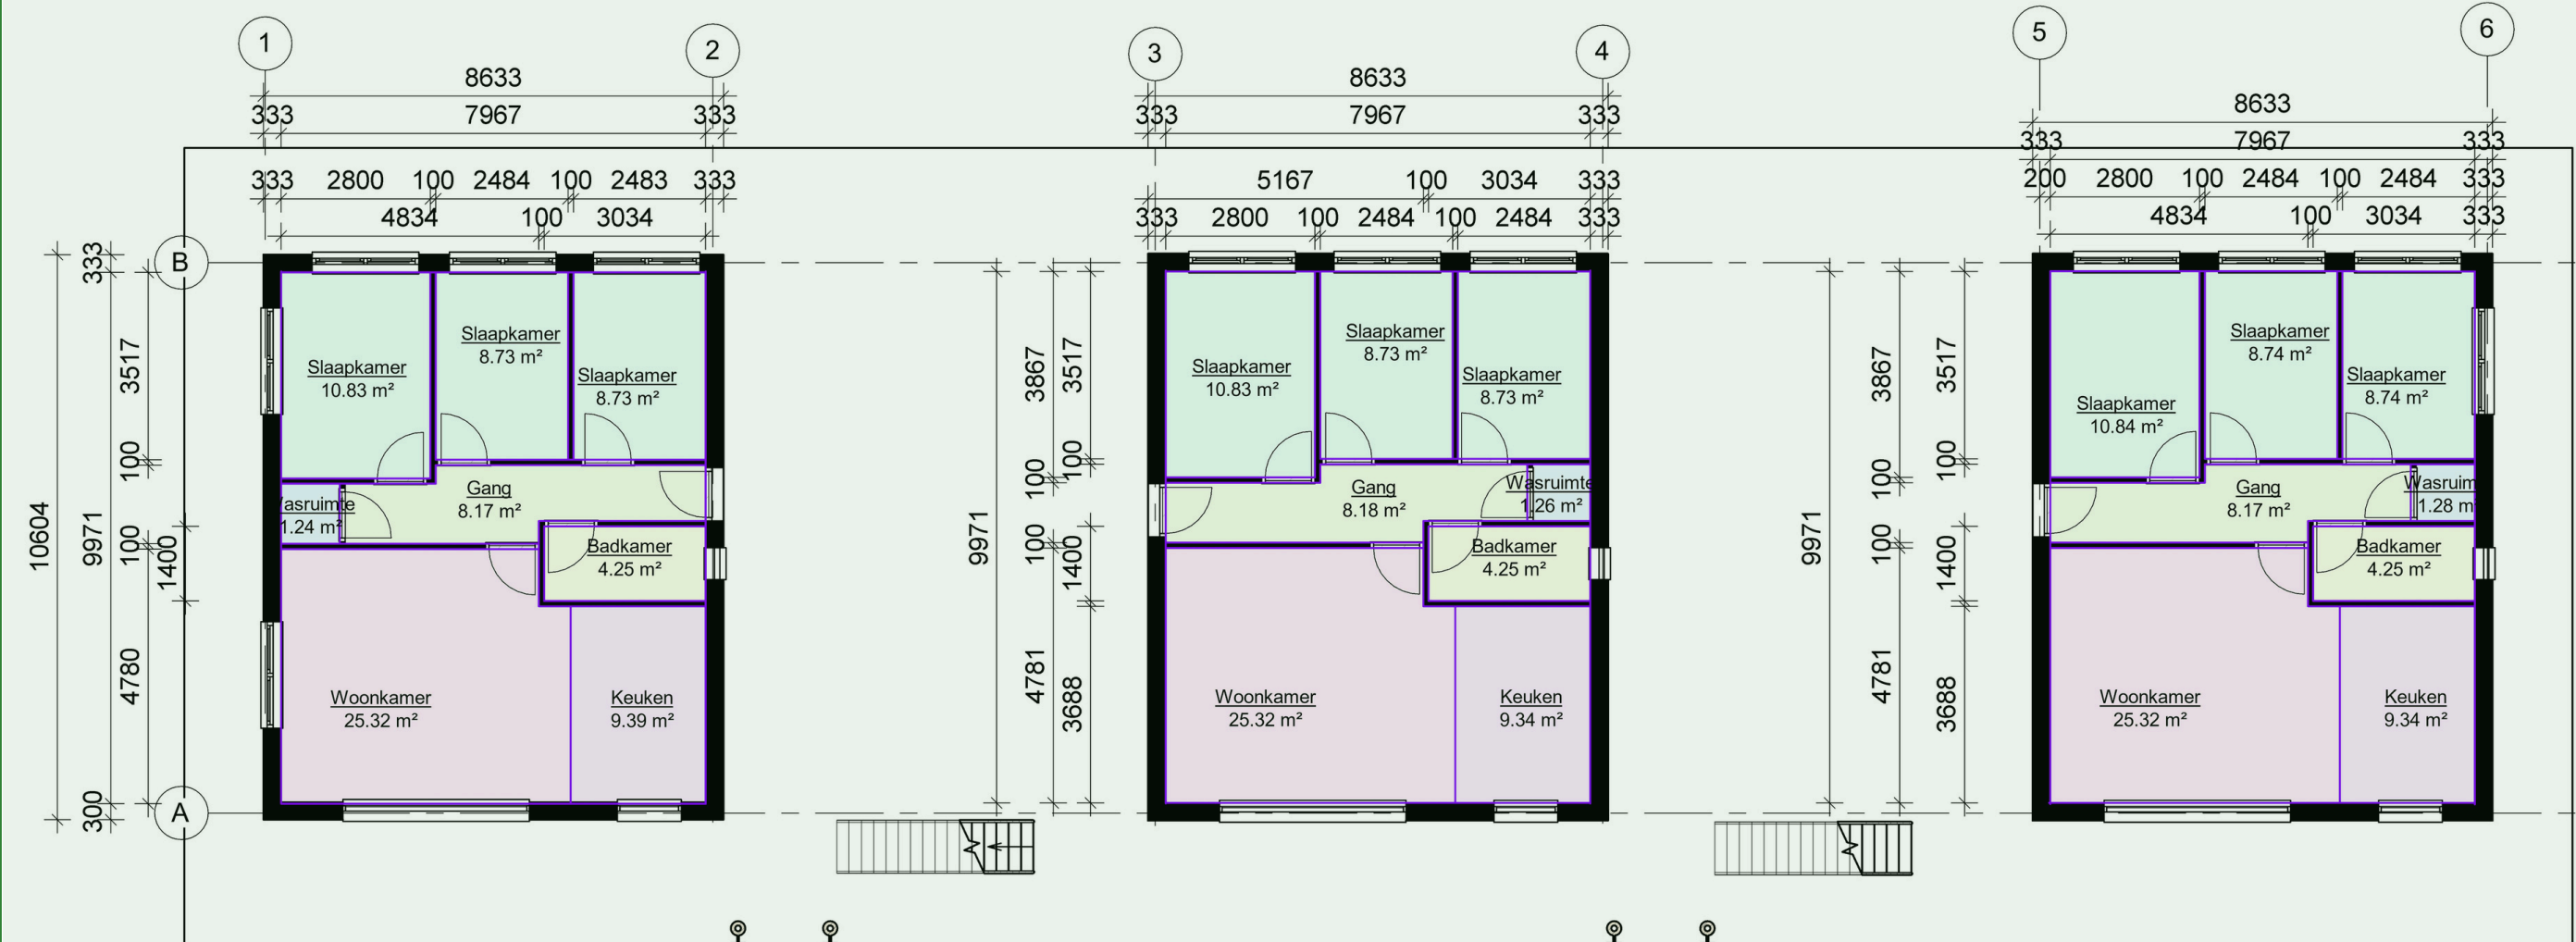 1
2
3
4
5
6
8633
8633
8633
333 7967 333
333 7967 333
333 7967 333
333 2800 100 2484 100 2483 333
5167 100 3034 333
200 2800 100 2484 100 2484 333
4834 100 3034
333 2800 100 2484 100 2484 333
4834 100 3034 333
B
A
10604
333
9971
300
3517
100
100
4780
1400
Slaapkamer
10.83 m²
Slaapkamer
8.73 m²
Slaapkamer
8.73 m²
Gang
8.17 m²
asruimte
1.24 m²
Badkamer
4.25 m²
Woonkamer
25.32 m²
Keuken
9.39 m²
9971
3867
100
100
4781
3517
100
1400
3688
Slaapkamer
10.83 m²
Slaapkamer
8.73 m²
Slaapkamer
8.73 m²
Gang
8.18 m²
Wasruimte
1.26 m²
Badkamer
4.25 m²
Woonkamer
25.32 m²
Keuken
9.34 m²
9971
3867
100
100
4781
3517
100
1400
3688
Slaapkamer
10.84 m²
Slaapkamer
8.74 m²
Slaapkamer
8.74 m²
Gang
8.17 m²
Wasruim
1.28 m
Badkamer
4.25 m²
Woonkamer
25.32 m²
Keuken
9.34 m²